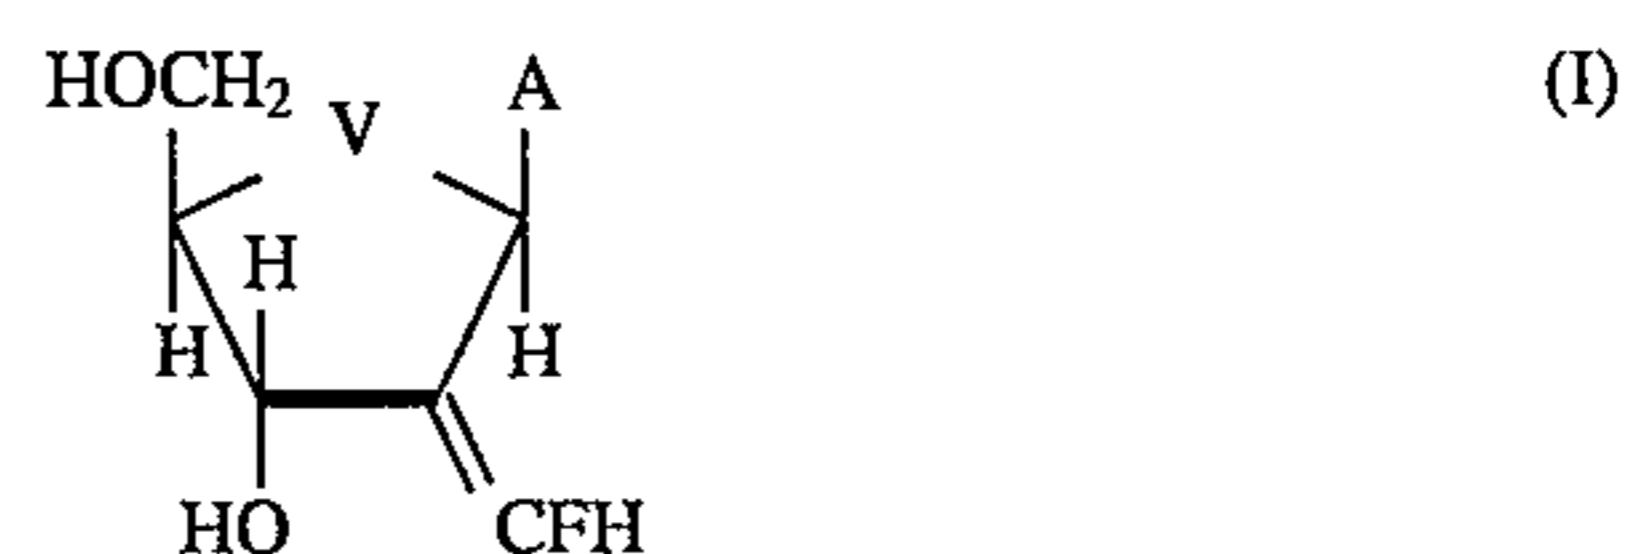 HOCH₂ V A (I)
H
H H
HO CFH